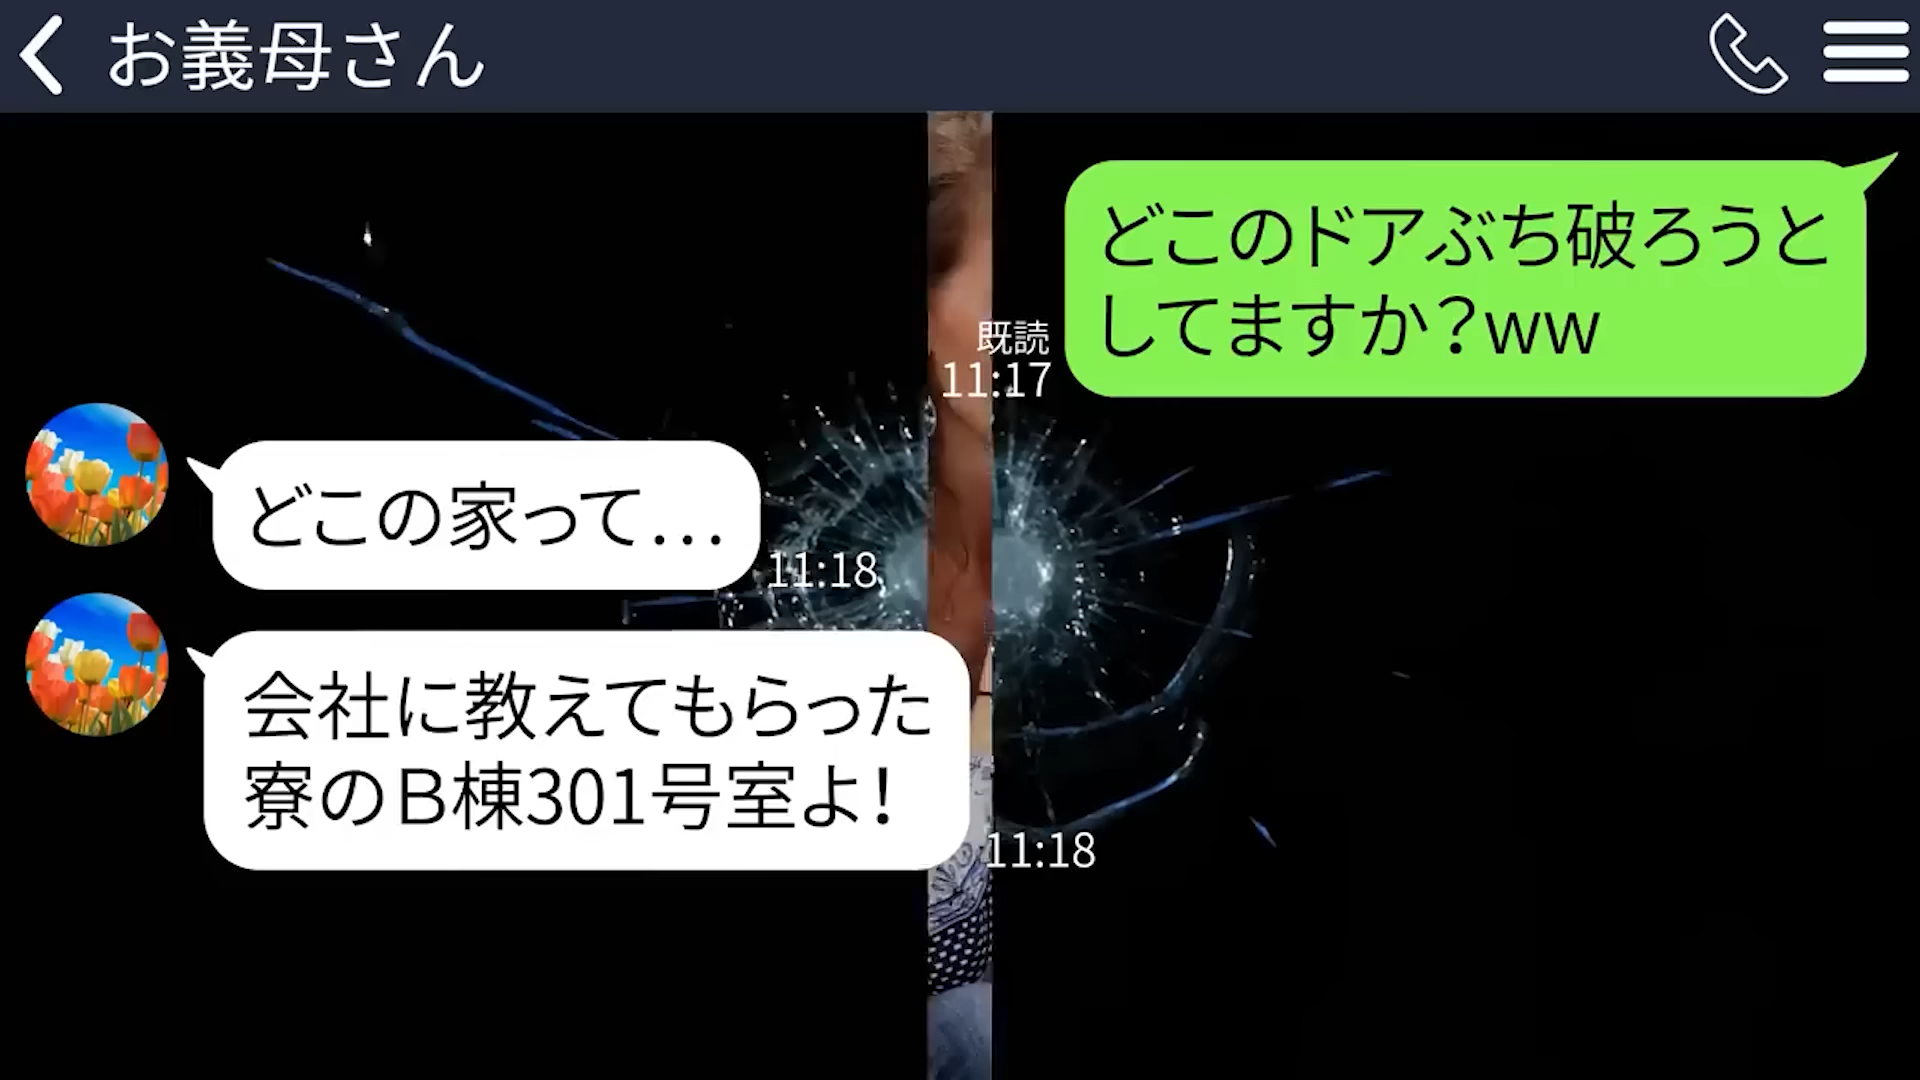 お義母さん
どこのドアぶち破ろうと
してますか？ww
既読
11:17
どこの家って…
11:18
会社に教えてもらった
寮のB棟301号室よ！
11:18